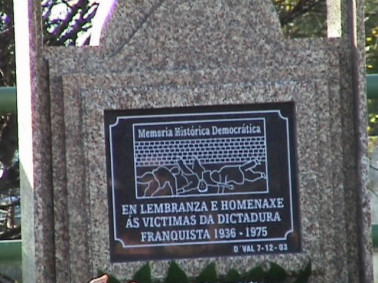 Memoria Histórica Democrática
EN LEMBRANZA E HOMENAXE
ÁS VICTIMAS DA DICTADURA
FRANQUISTA 1936 - 1975
D´VAL 7-12-03